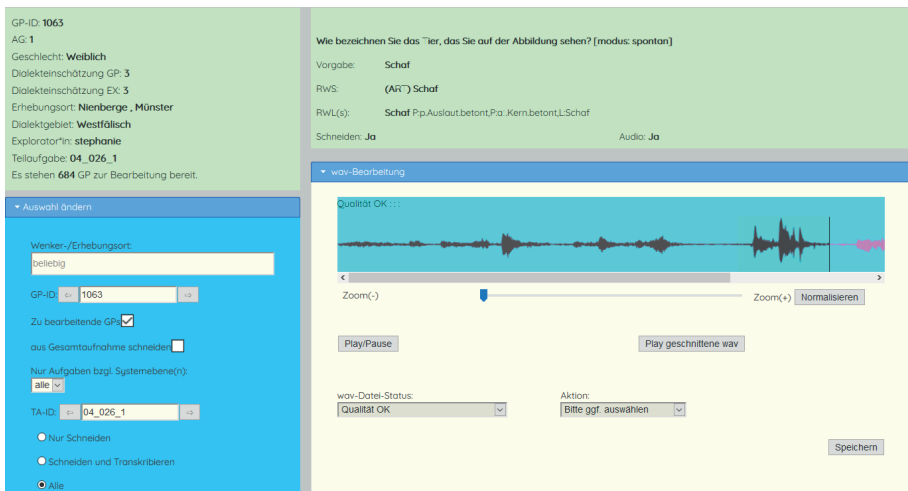 GP-ID: 1063
AG: 1
Geschlecht: Weiblich
Dialekteinschätzung GP: 3
Dialekteinschätzung EX: 3
Erhebungsort: Nienberge , Münster
Dialektgebiet: Westfälisch
Explorator*in: stephanie
Teilaufgabe: 04_026_1
Es stehen 684 GP zur Bearbeitung bereit.
Auswahl ändern
Wenker-/Erhebungsort:
beliebig
GP-ID: 1063
Zu bearbeitende GPs
aus Gesamtaufnahme schneiden
Nur Aufgaben bzgl. Systemebene(n):
alle
TA-ID: 04_026_1
Nur Schneiden
Schneiden und Transkribieren
Alle
Wie bezeichnen Sie das Tier, das Sie auf der Abbildung sehen? [modus: spontan]
Vorgabe: Schaf
RWS: (ART) Schaf
RWL(s): Schaf P:p.Auslaut.betont,P:a:.Kern.betont,L:Schaf
Schneiden: Ja Audio: Ja
wav-Bearbeitung
Qualität OK : : :
Zoom(-) Zoom(+) Normalisieren
Play/Pause Play geschnittene wav
wav-Datei-Status: Aktion:
Qualität OK Bitte ggf. auswählen
Speichern